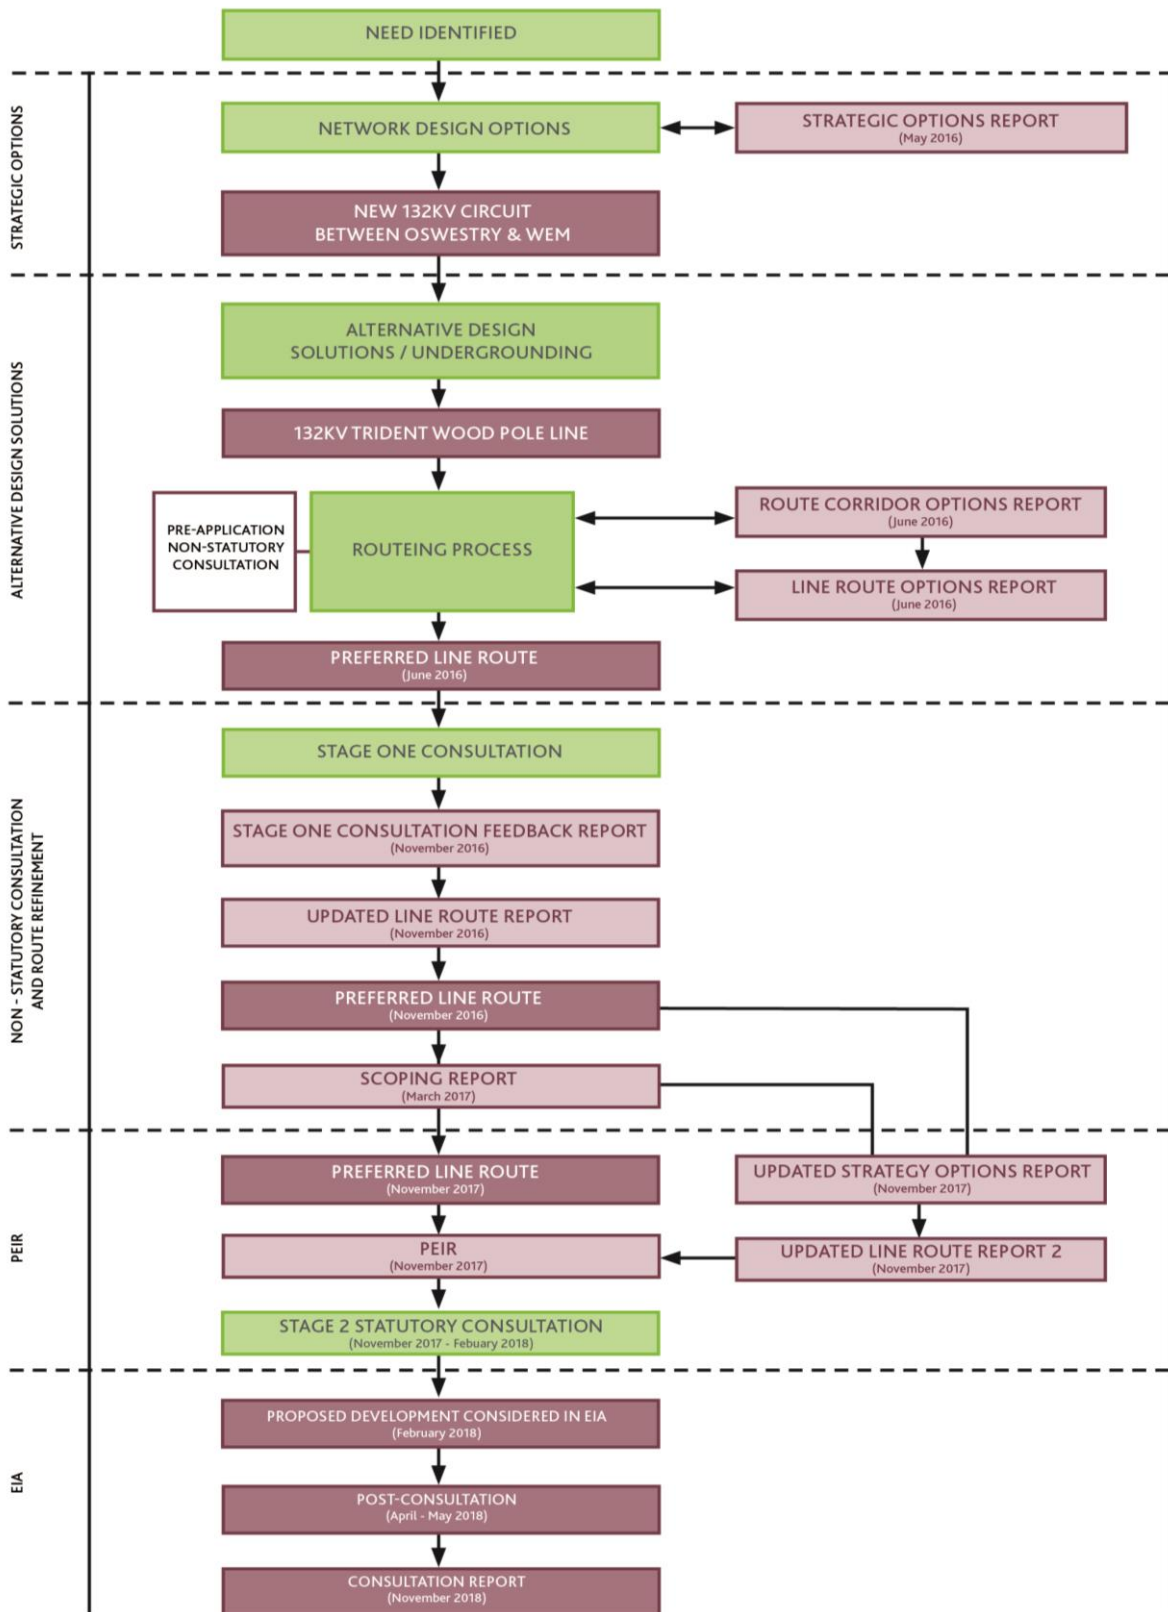 NEED IDENTIFIED
STRATEGIC OPTIONS
NETWORK DESIGN OPTIONS
STRATEGIC OPTIONS REPORT
(May 2016)
NEW 132KV CIRCUIT
BETWEEN OSWESTRY & WEM
ALTERNATIVE DESIGN SOLUTIONS
ALTERNATIVE DESIGN
SOLUTIONS / UNDERGROUNDING
132KV TRIDENT WOOD POLE LINE
PRE-APPLICATION
NON-STATUTORY
CONSULTATION
ROUTEING PROCESS
ROUTE CORRIDOR OPTIONS REPORT
(June 2016)
LINE ROUTE OPTIONS REPORT
(June 2016)
PREFERRED LINE ROUTE
(June 2016)
NON - STATUTORY CONSULTATION
AND ROUTE REFINEMENT
STAGE ONE CONSULTATION
STAGE ONE CONSULTATION FEEDBACK REPORT
(November 2016)
UPDATED LINE ROUTE REPORT
(November 2016)
PREFERRED LINE ROUTE
(November 2016)
SCOPING REPORT
(March 2017)
PEIR
PREFERRED LINE ROUTE
(November 2017)
UPDATED STRATEGY OPTIONS REPORT
(November 2017)
PEIR
(November 2017)
UPDATED LINE ROUTE REPORT 2
(November 2017)
STAGE 2 STATUTORY CONSULTATION
(November 2017 - Febuary 2018)
EIA
PROPOSED DEVELOPMENT CONSIDERED IN EIA
(February 2018)
POST-CONSULTATION
(April - May 2018)
CONSULTATION REPORT
(November 2018)